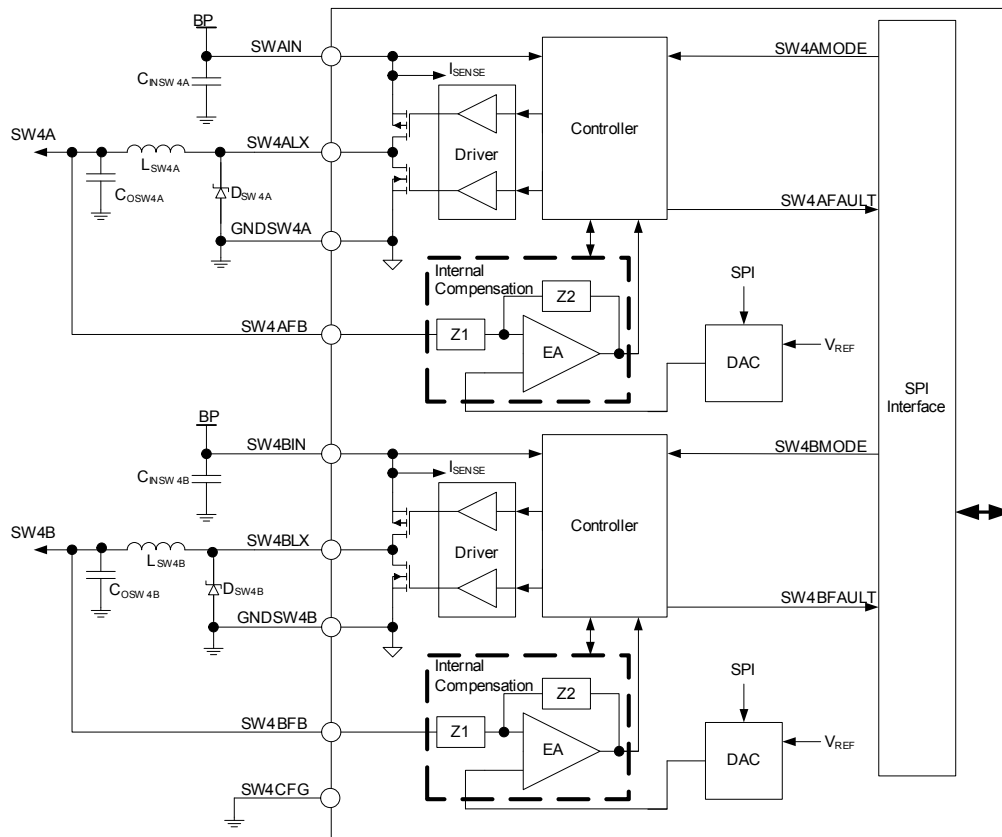 BP
SWAIN
SW4AMODE
ISENSE
CINSW4A
Controller
SW4A
SW4ALX
Driver
LSW4A
COSW4A
DSW4A
SW4AFAULT
GNDSW4A
Internal
Compensation
SPI
Z2
SW4AFB
Z1
EA
VREF
DAC
SPI
Interface
BP
SW4BIN
SW4BMODE
ISENSE
CINSW4B
Controller
SW4B
SW4BLX
Driver
LSW4B
COSW4B
DSW4B
SW4BFAULT
GNDSW4B
Internal
Compensation
SPI
Z2
SW4BFB
Z1
EA
VREF
DAC
SW4CFG